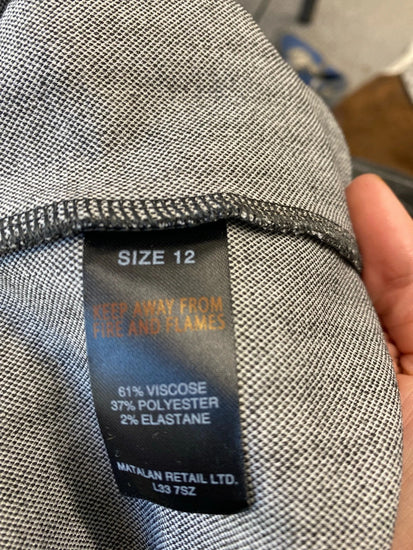 SIZE 12
KEEP AWAY FROM
FIRE AND FLAMES
61% VISCOSE
37% POLYESTER
2% ELASTANE
MATALAN RETAIL LTD.
L33 7SZ